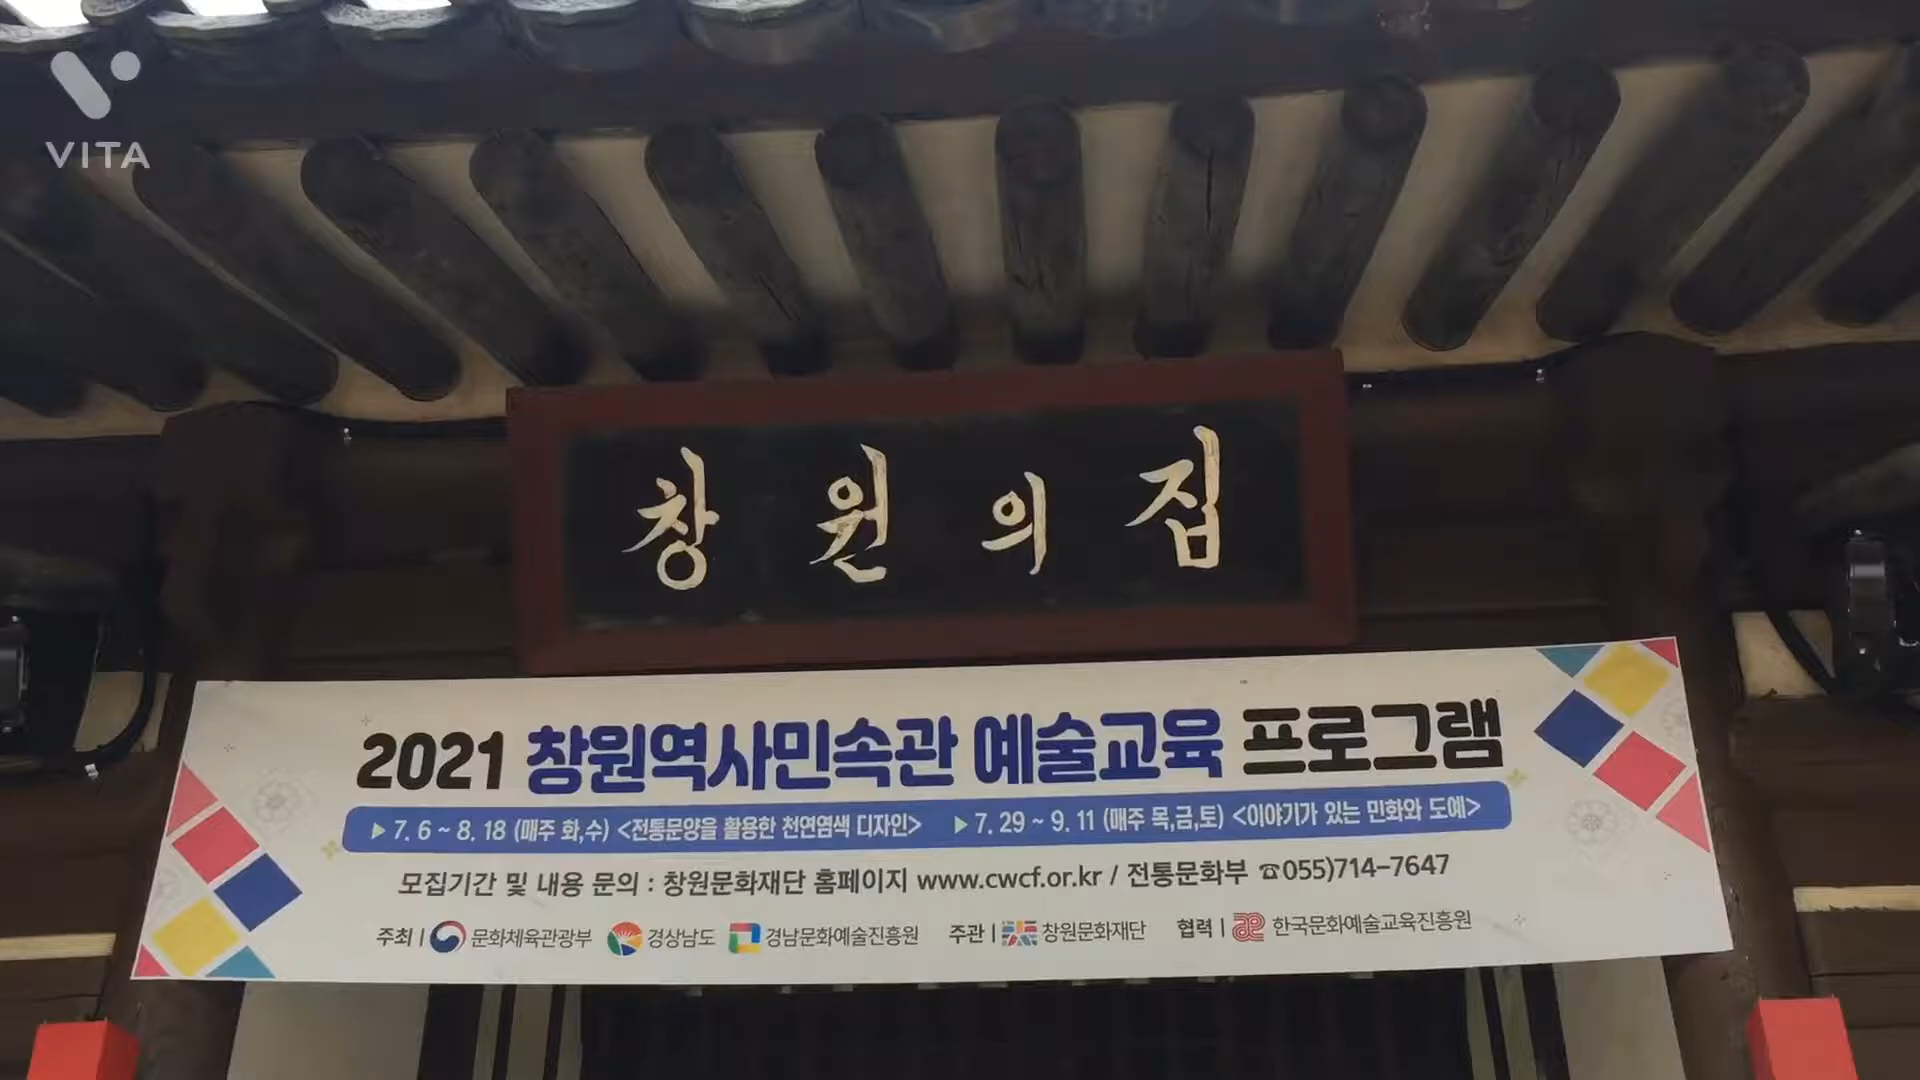 VITA
창원의집
2021 창원역사민속관 예술교육 프로그램
▶7. 6 ~ 8. 18 (매주 화,수) <전통문양을 활용한 천연염색 디자인> ▶7. 29 ~ 9. 11 (매주 목,금,토) <이야기가 있는 민화와 도예>
모집기간 및 내용 문의 : 창원문화재단 홈페이지 www.cwcf.or.kr / 전통문화부 ☎055)714-7647
주최 | 문화체육관광부 경상남도 경남문화예술진흥원 주관 | 창원문화재단 협력 | 한국문화예술교육진흥원